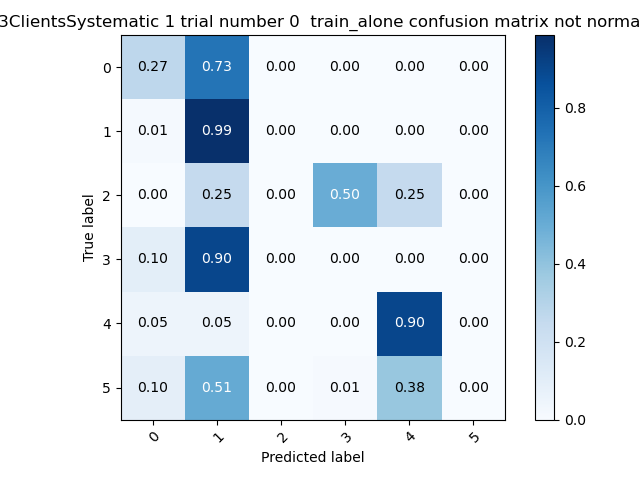 3ClientsSystematic 1 trial number 0 train_alone confusion matrix not norma
0 0.27 0.73 0.00 0.00 0.00 0.00
1 0.01 0.99 0.00 0.00 0.00 0.00
2 0.00 0.25 0.00 0.50 0.25 0.00
3 0.10 0.90 0.00 0.00 0.00 0.00
4 0.05 0.05 0.00 0.00 0.90 0.00
5 0.10 0.51 0.00 0.01 0.38 0.00
0 1 2 3 4 5
True label
Predicted label
0.8
0.6
0.4
0.2
0.0